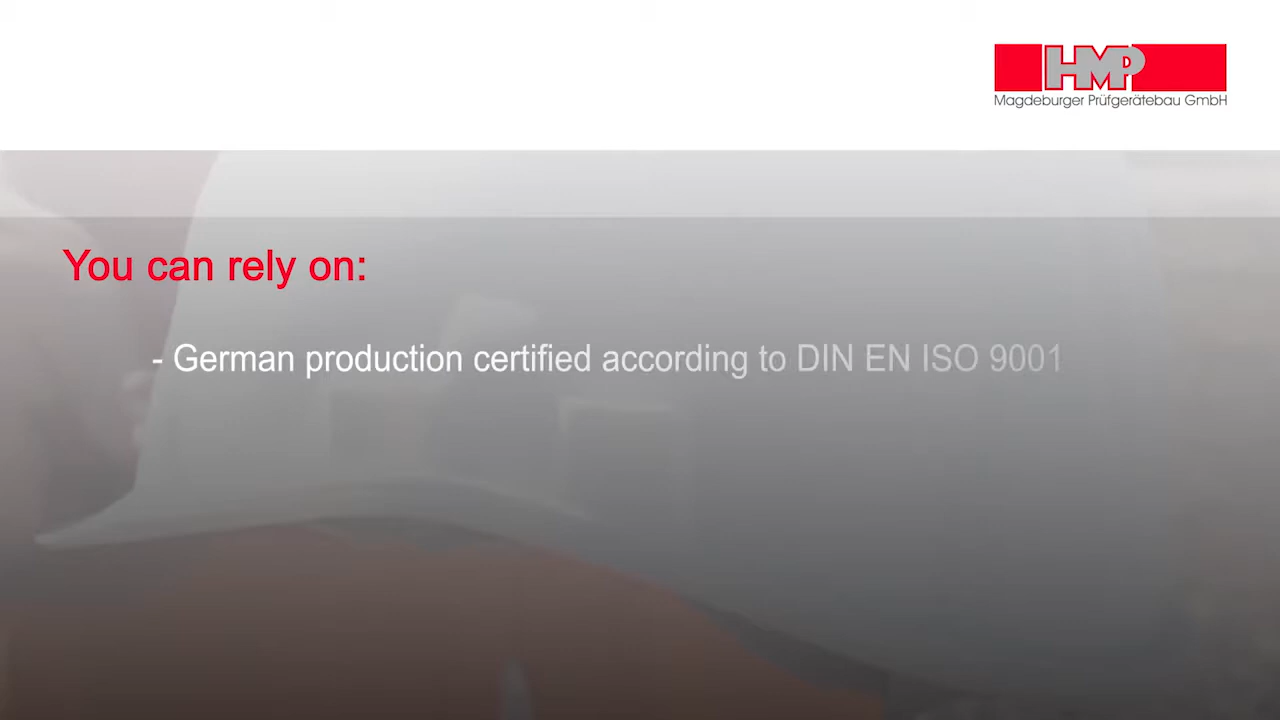 HMP
Magdeburger Prüfgerätebau GmbH
You can rely on:
- German production certified according to DIN EN ISO 9001